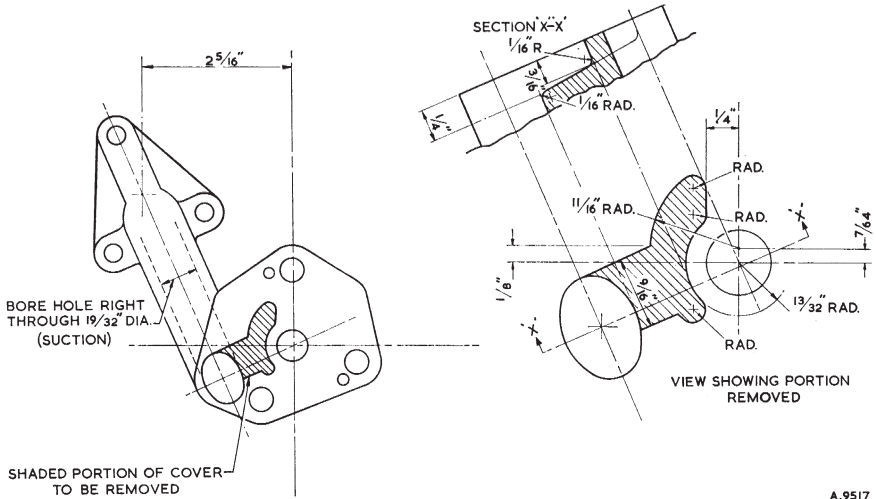 2 5/16"
BORE HOLE RIGHT
THROUGH 19/32" DIA.
(SUCTION)
SHADED PORTION OF COVER
TO BE REMOVED
SECTION 'X'-'X'
1/16" R
3/16"
1/16" RAD.
1/4"
1/4"
RAD.
11/16" RAD.
RAD.
'X'
7/64"
1/8"
9/16"
13/32" RAD.
'X'
RAD.
VIEW SHOWING PORTION
REMOVED
A.9517